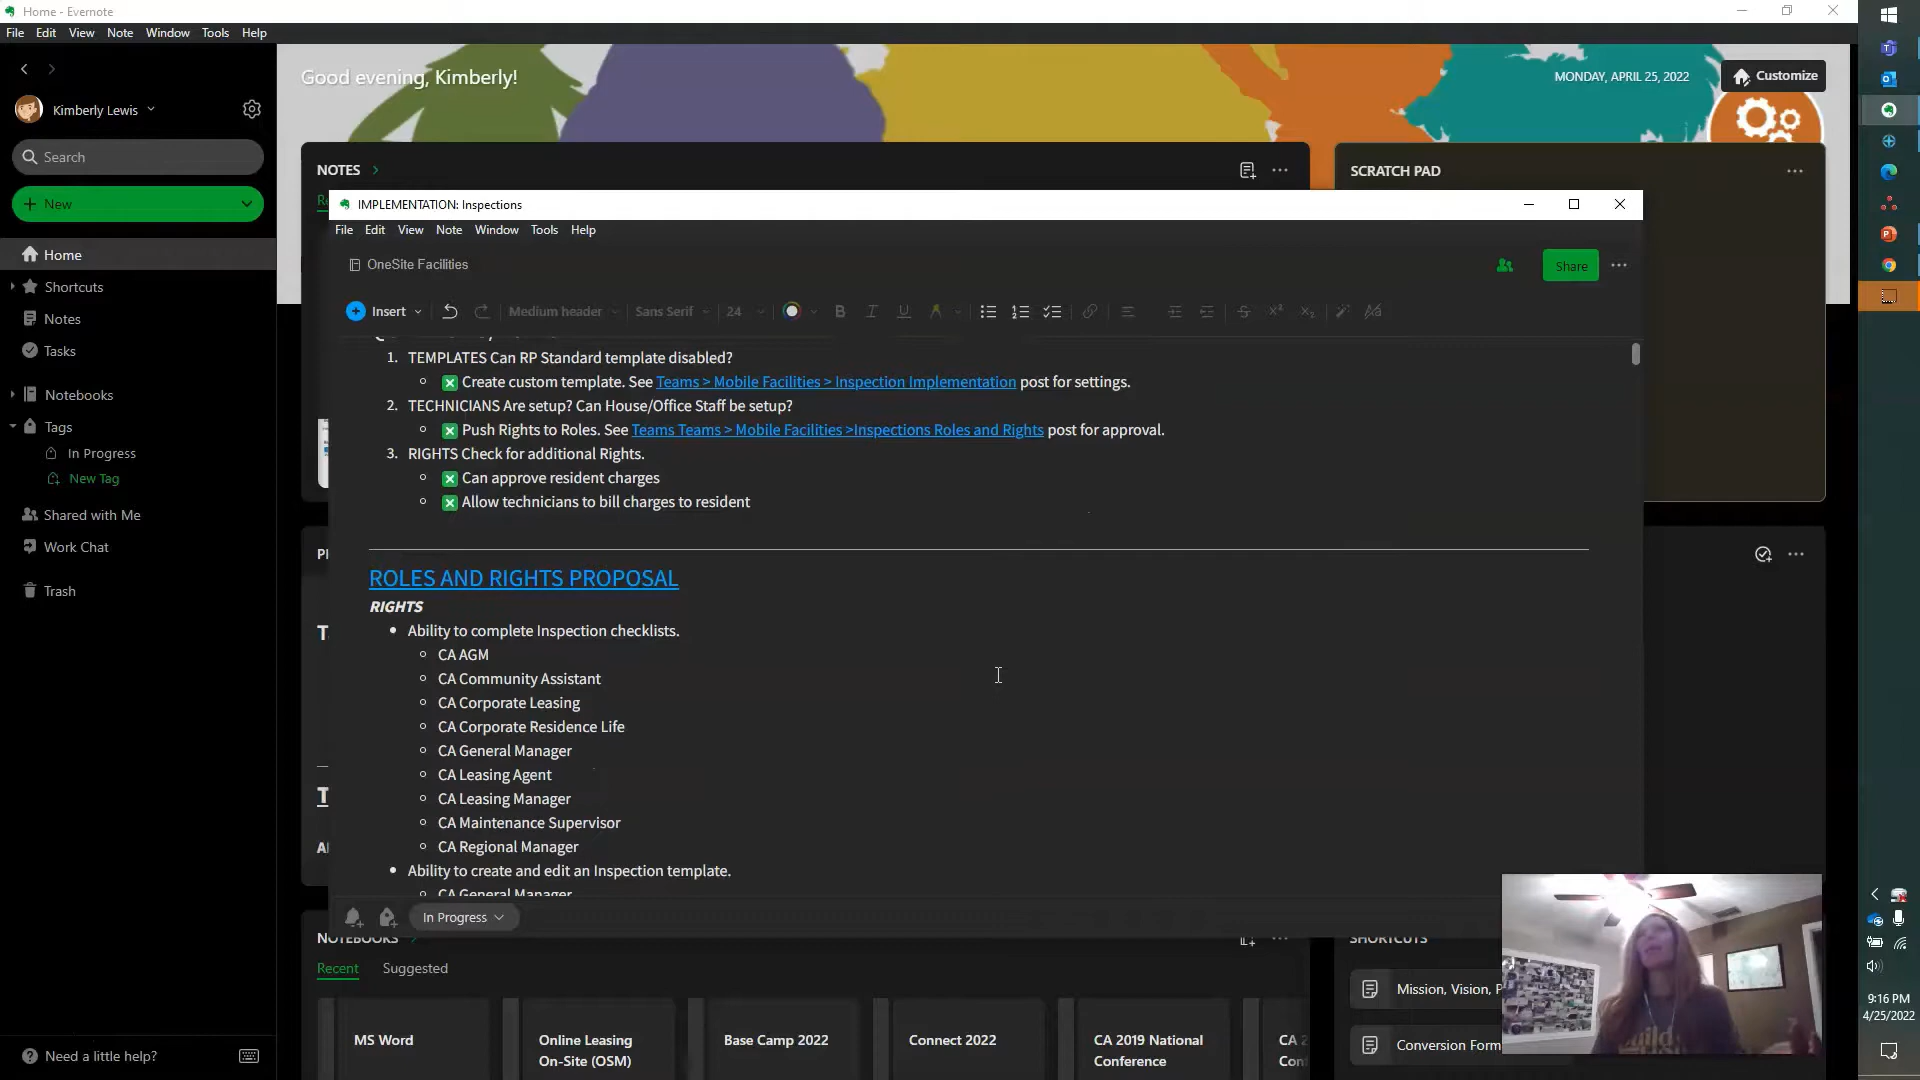 Home - Evernote
File Edit View Note Window Tools Help
Good evening, Kimberly!
MONDAY, APRIL 25, 2022
Customize
Kimberly Lewis
Search
New
Home
Shortcuts
Notes
Tasks
Notebooks
Tags
In Progress
New Tag
Shared with Me
Work Chat
Trash
Need a little help?
NOTES
SCRATCH PAD
IMPLEMENTATION: Inspections
File Edit View Note Window Tools Help
OneSite Facilities
Share
Insert Medium header Sans Serif 24
1. TEMPLATES Can RP Standard template disabled?
Create custom template. See Teams > Mobile Facilities > Inspection Implementation post for settings.
2. TECHNICIANS Are setup? Can House/Office Staff be setup?
Push Rights to Roles. See Teams Teams > Mobile Facilities >Inspections Roles and Rights post for approval.
3. RIGHTS Check for additional Rights.
Can approve resident charges
Allow technicians to bill charges to resident
ROLES AND RIGHTS PROPOSAL
RIGHTS
Ability to complete Inspection checklists.
CA AGM
CA Community Assistant
CA Corporate Leasing
CA Corporate Residence Life
CA General Manager
CA Leasing Agent
CA Leasing Manager
CA Maintenance Supervisor
CA Regional Manager
Ability to create and edit an Inspection template.
CA General Manager
In Progress
NOTEBOOKS
Recent Suggested
MS Word
Online Leasing
On-Site (OSM)
Base Camp 2022
Connect 2022
CA 2019 National
Conference
CA 2
SHORTCUTS
Mission, Vision, P
Conversion Form
9:16 PM
4/25/2022